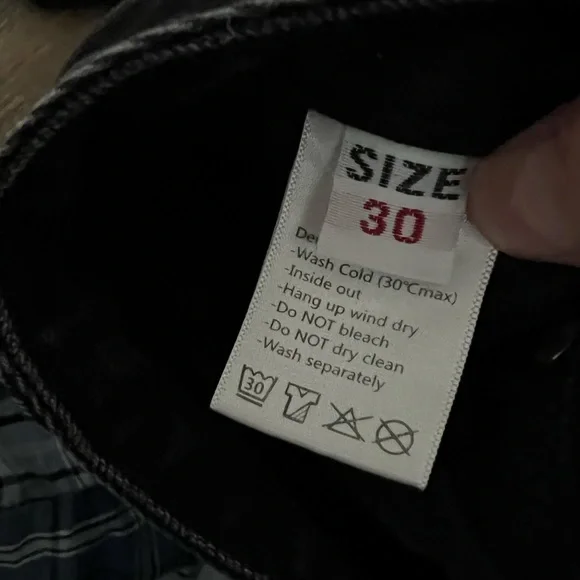 SIZE
30
-Wash Cold (30°Cmax)
-Inside out
-Hang up wind dry
-Do NOT bleach
-Do NOT dry clean
-Wash separately
30